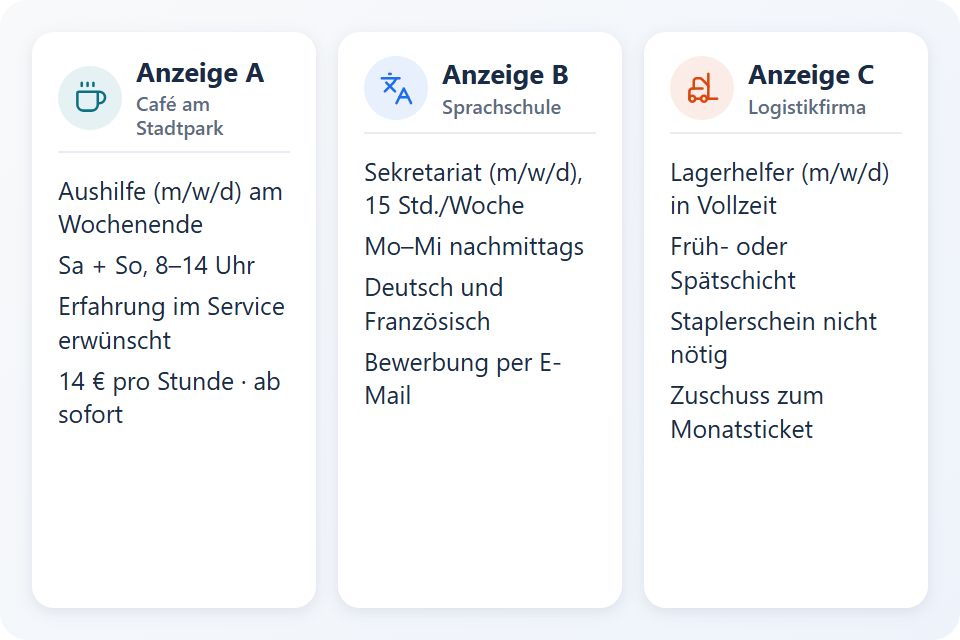 Anzeige A
Café am
Stadtpark
Aushilfe (m/w/d) am
Wochenende
Sa + So, 8–14 Uhr
Erfahrung im Service
erwünscht
14 € pro Stunde · ab
sofort
Anzeige B
Sprachschule
Sekretariat (m/w/d),
15 Std./Woche
Mo–Mi nachmittags
Deutsch und
Französisch
Bewerbung per E-
Mail
Anzeige C
Logistikfirma
Lagerhelfer (m/w/d)
in Vollzeit
Früh- oder
Spätschicht
Staplerschein nicht
nötig
Zuschuss zum
Monatsticket